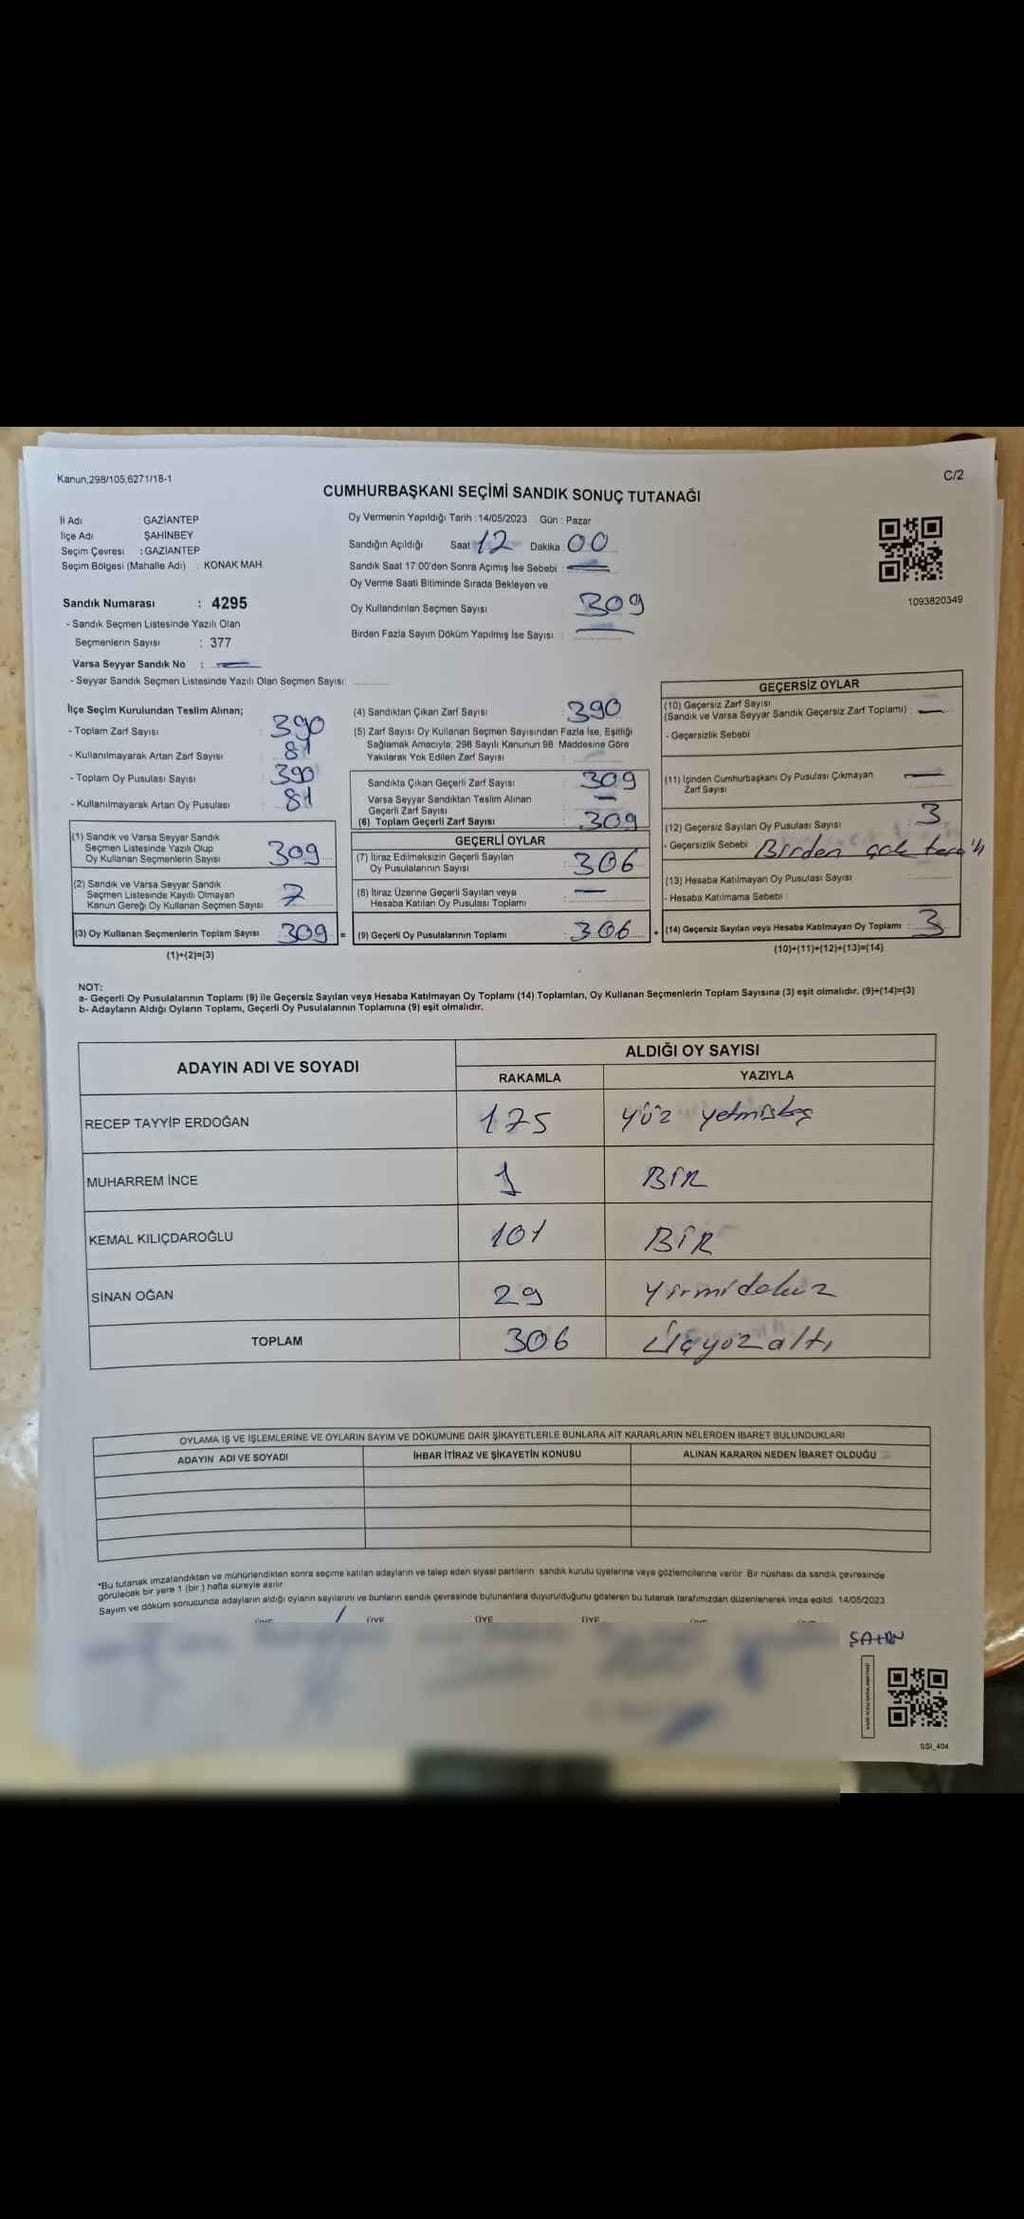 Kanun,298/105,6271/18-1
C/2
CUMHURBAŞKANI SEÇİMİ SANDIK SONUÇ TUTANAĞI
İl Adı GAZİANTEP
İlçe Adı ŞAHİNBEY
Seçim Çevresi : GAZİANTEP
Seçim Bölgesi (Mahalle Adı) : KONAK MAH.
Sandık Numarası : 4295
- Sandık Seçmen Listesinde Yazılı Olan
Seçmenlerin Sayısı : 377
Varsa Seyyar Sandık No : —
- Seyyar Sandık Seçmen Listesinde Yazılı Olan Seçmen Sayısı:
Oy Vermenin Yapıldığı Tarih :14/05/2023 Gün : Pazar
Sandığın Açıldığı Saat 12 Dakika : 00
Sandık Saat 17:00'den Sonra Açmış İse Sebebi : —
Oy Verme Saati Bitiminde Sırada Bekleyen ve
Oy Kullandırılan Seçmen Sayısı 309
Birden Fazla Sayım Döküm Yapılmış İse Sayısı : —
1093820349
İlçe Seçim Kurulundan Teslim Alınan;
- Toplam Zarf Sayısı 390
- Kullanılmayarak Artan Zarf Sayısı 81
- Toplam Oy Pusulası Sayısı 390
- Kullanılmayarak Artan Oy Pusulası 81
(1) Sandık ve Varsa Seyyar Sandık
Seçmen Listesinde Yazılı Olup
Oy Kullanan Seçmenlerin Sayısı 309
(2) Sandık ve Varsa Seyyar Sandık
Seçmen Listesinde Kayıtlı Olmayan
Kanun Gereği Oy Kullanan Seçmen Sayısı 7
(3) Oy Kullanan Seçmenlerin Toplam Sayısı 309 =
(1)+(2)=(3)
(4) Sandıktan Çıkan Zarf Sayısı : 390
(5) Zarf Sayısı Oy Kullanan Seçmen Sayısından Fazla İse, Eşitliği
Sağlamak Amacıyla; 298 Sayılı Kanunun 98. Maddesine Göre
Yakılarak Yok Edilen Zarf Sayısı :
Sandıkta Çıkan Geçerli Zarf Sayısı : 309
Varsa Seyyar Sandıktan Teslim Alınan
Geçerli Zarf Sayısı : —
(6) Toplam Geçerli Zarf Sayısı : 309
GEÇERLİ OYLAR
(7) İtiraz Edilmeksizin Geçerli Sayılan
Oy Pusulalarının Sayısı : 306
(8) İtiraz Üzerine Geçerli Sayılan veya
Hesaba Katılan Oy Pusulası Toplamı : —
(9) Geçerli Oy Pusulalarının Toplamı 306 +
GEÇERSİZ OYLAR
(10) Geçersiz Zarf Sayısı
(Sandık ve Varsa Seyyar Sandık Geçersiz Zarf Toplamı) : —
- Geçersizlik Sebebi
(11) İçinden Cumhurbaşkanı Oy Pusulası Çıkmayan —
Zarf Sayısı
(12) Geçersiz Sayılan Oy Pusulası Sayısı : 3
- Geçersizlik Sebebi Birden çok
(13) Hesaba Katılmayan Oy Pusulası Sayısı :
- Hesaba Katılmama Sebebi
(14) Geçersiz Sayılan veya Hesaba Katılmayan Oy Toplamı : 3
(10)+(11)+(12)+(13)=(14)
NOT:
a- Geçerli Oy Pusulalarının Toplamı (9) ile Geçersiz Sayılan veya Hesaba Katılmayan Oy Toplamı (14) Toplamları, Oy Kullanan Seçmenlerin Toplam Sayısına (3) eşit olmalıdır. (9)+(14)=(3)
b- Adayların Aldığı Oyların Toplamı, Geçerli Oy Pusulalarının Toplamına (9) eşit olmalıdır.
ADAYIN ADI VE SOYADI ALDIĞI OY SAYISI
RAKAMLA YAZIYLA
RECEP TAYYİP ERDOĞAN 175 yüz yetmişbeş
MUHARREM İNCE 1 BİR
KEMAL KILIÇDAROĞLU 101 BİR
SİNAN OĞAN 29 Yirmidokuz
TOPLAM 306 Üçyüzaltı
OYLAMA İŞ VE İŞLEMLERİNE VE OYLARIN SAYIM VE DÖKÜMÜNE DAİR ŞİKAYETLERLE BUNLARA AİT KARARLARIN NELERDEN İBARET BULUNDUKLARI
ADAYIN ADI VE SOYADI İHBAR İTİRAZ VE ŞİKAYETİN KONUSU ALINAN KARARIN NEDEN İBARET OLDUĞU
*Bu tutanak imzalandıktan ve mühürlendikten sonra seçime katılan adayların ve talep eden siyasi partilerin sandık kurulu üyelerine veya gözlemcilerine verilir. Bir nüshası da sandık çevresinde
görülecek bir yere 1 (bir ) hafta süreyle asılır
Sayım ve döküm sonucunda adayların aldığı oyların sayılarını ve bunların sandık çevresinde bulunanlara duyurulduğunu gösteren bu tutanak tarafımızdan düzenlenerek imza edildi. 14/05/2023
ÜYE ÜYE ÜYE ÜYE ÜYE
ŞAHİN
SSI_404